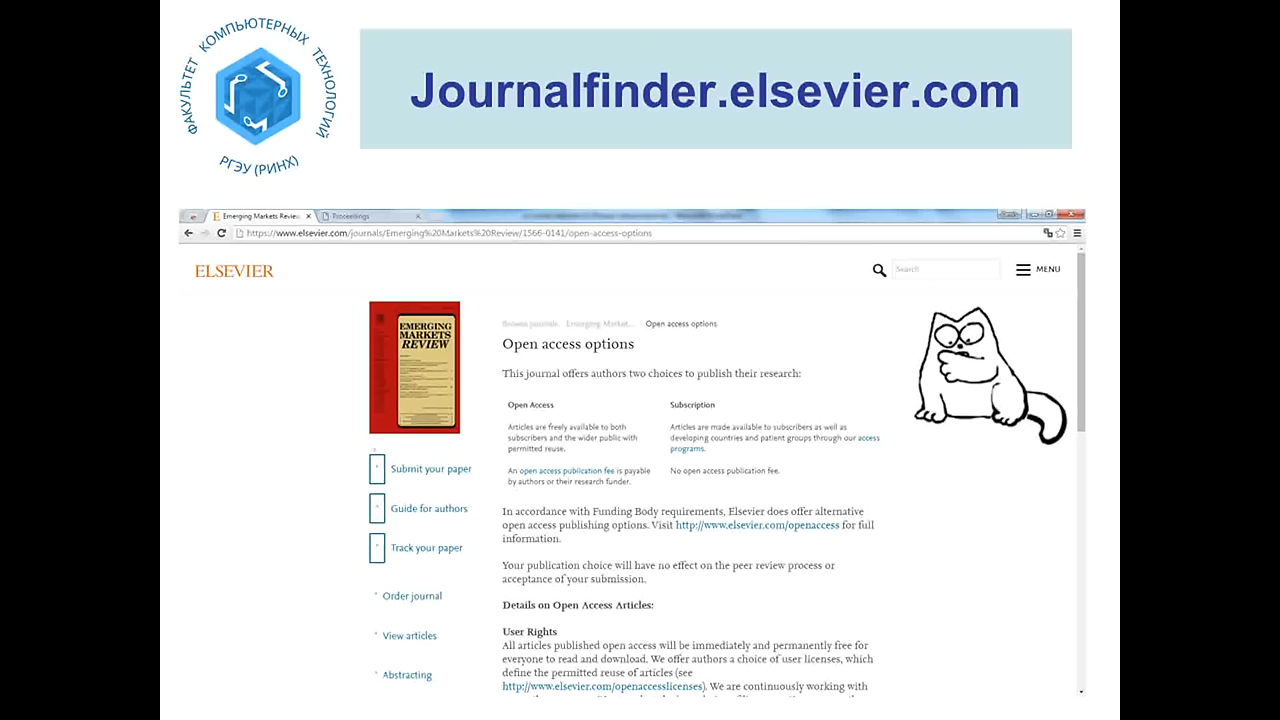 ФАКУЛЬТЕТ КОМПЬЮТЕРНЫХ ТЕХНОЛОГИЙ
РГЭУ (РИНХ)
Journalfinder.elsevier.com
Emerging Markets Review
Proceedings
https://www.elsevier.com/journals/Emerging%20Markets%20Review/1566-0141/open-access-options
ELSEVIER
Search
MENU
EMERGING
MARKETS
REVIEW
Browse journals
Emerging Market...
Open access options
Open access options
This journal offers authors two choices to publish their research:
Open Access
Subscription
Articles are freely available to both
subscribers and the wider public with
permitted reuse.
Articles are made available to subscribers as well as
developing countries and patient groups through our access
programs.
An open access publication fee is payable
by authors or their research funder.
No open access publication fee.
Submit your paper
Guide for authors
Track your paper
Order journal
View articles
Abstracting
In accordance with Funding Body requirements, Elsevier does offer alternative
open access publishing options. Visit http://www.elsevier.com/openaccess for full
information.
Your publication choice will have no effect on the peer review process or
acceptance of your submission.
Details on Open Access Articles:
User Rights
All articles published open access will be immediately and permanently free for
everyone to read and download. We offer authors a choice of user licenses, which
define the permitted reuse of articles (see
http://www.elsevier.com/openaccesslicenses). We are continuously working with